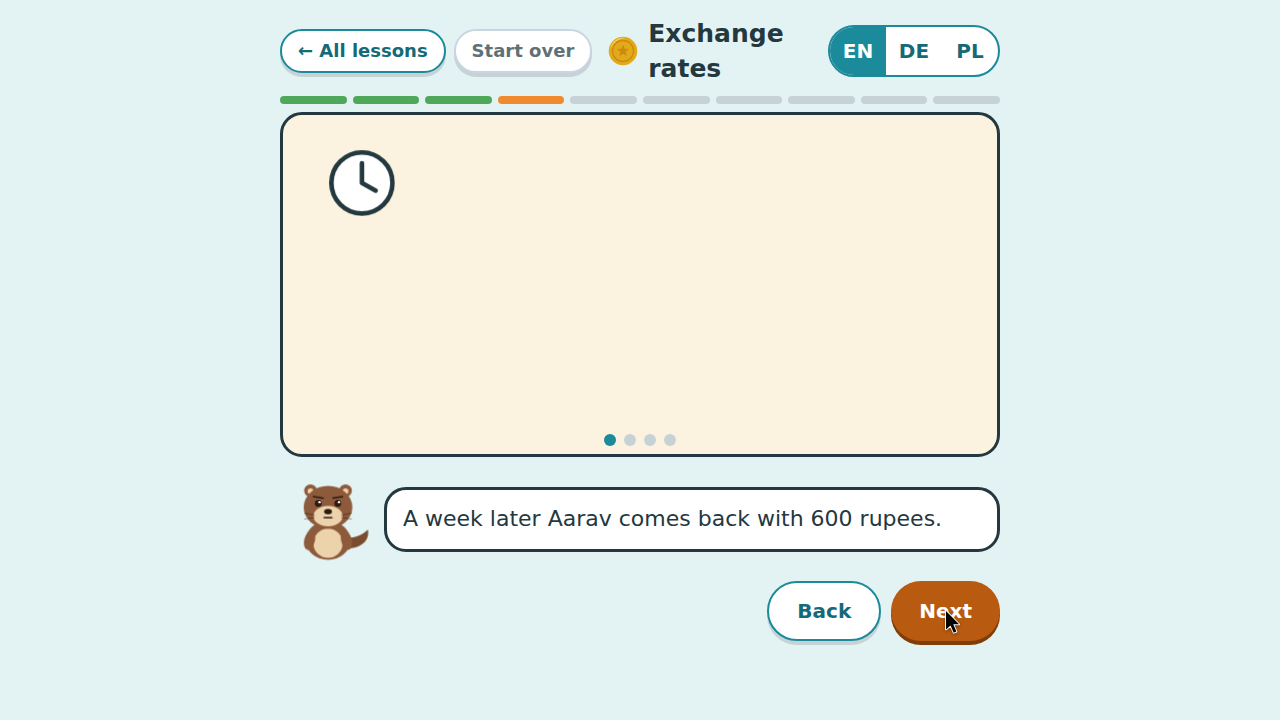 ← All lessons
Start over
Exchange
rates
EN DE PL
A week later Aarav comes back with 600 rupees.
Back
Next